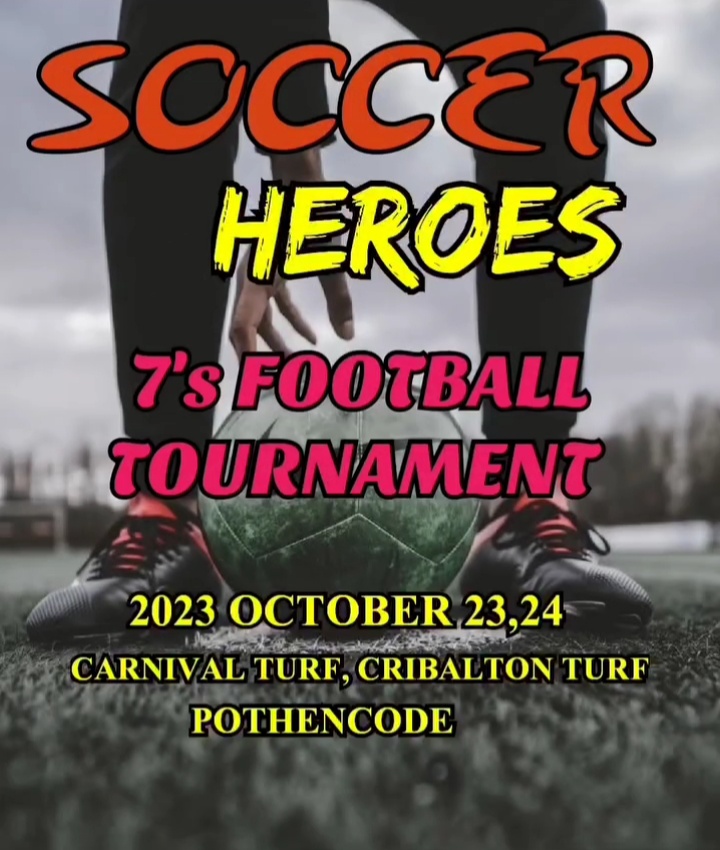 SOCCER
HEROES
7's FOOTBALL
TOURNAMENT
2023 OCTOBER 23,24
CARNIVAL TURF, CRIBALTON TURF
POTHENCODE